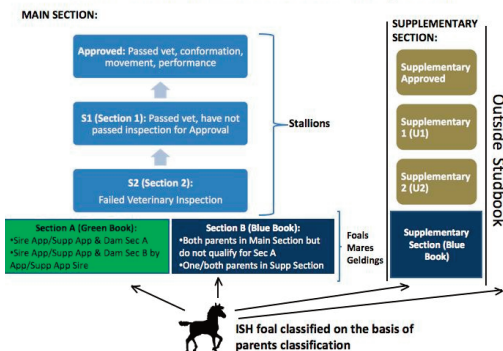 MAIN SECTION:
Approved: Passed vet, conformation,
movement, performance
S1 (Section 1): Passed vet, have not
passed inspection for Approval
S2 (Section 2):
Failed Veterinary Inspection
Stallions
Section A (Green Book):
•Sire App/Supp App & Dam Sec A
•Sire App/Supp App & Dam Sec B by
App/Supp App Sire
Section B (Blue Book):
•Both parents in Main Section but
do not qualify for Sec A
•One/both parents in Supp Section
Foals
Mares
Geldings
SUPPLEMENTARY
SECTION:
Supplementary
Approved
Supplementary
1 (U1)
Supplementary
2 (U2)
Supplementary
Section (Blue
Book)
Outside Studbook
ISH foal classified on the basis of
parents classification